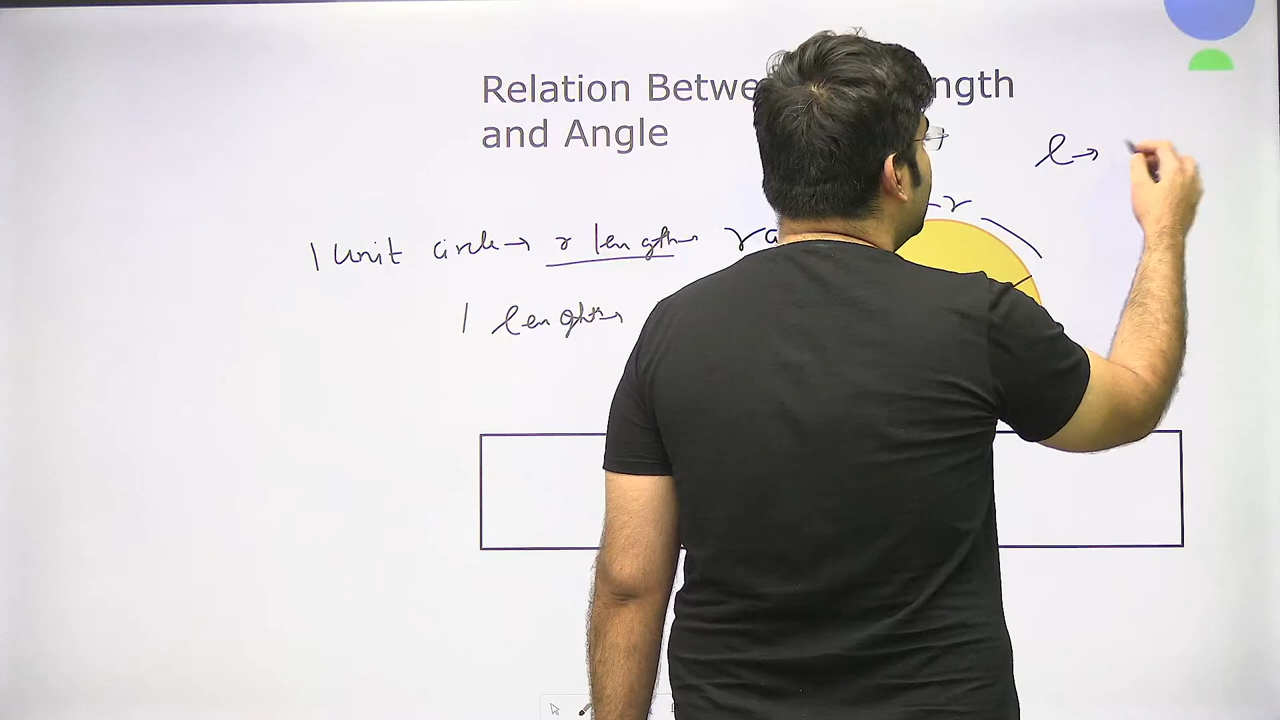 Relation Betwe ngth
and Angle
l →
r
1 Unit circle → r length →
1 length →